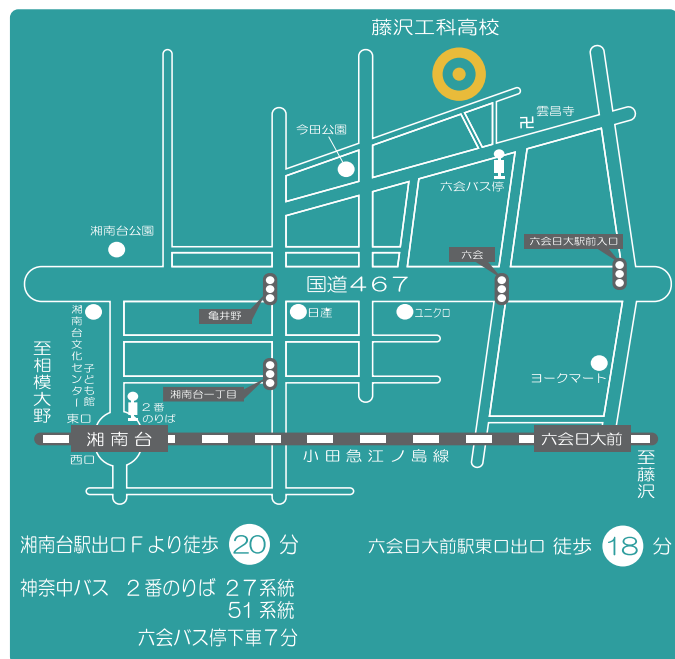 藤沢工科高校
雲昌寺
今田公園
六会バス停
湘南台公園
六会
六会日大駅前入口
国道467
亀井野
日産
ユニクロ
湘南台文化センター
子ども館
至相模大野
湘南台一丁目
ヨークマート
2番
のりば
東口
湘南台
西口
小田急江ノ島線
六会日大前
至藤沢
湘南台駅出口Fより徒歩 20 分
六会日大前駅東口出口 徒歩 18 分
神奈中バス 2番のりば 27系統
51系統
六会バス停下車7分